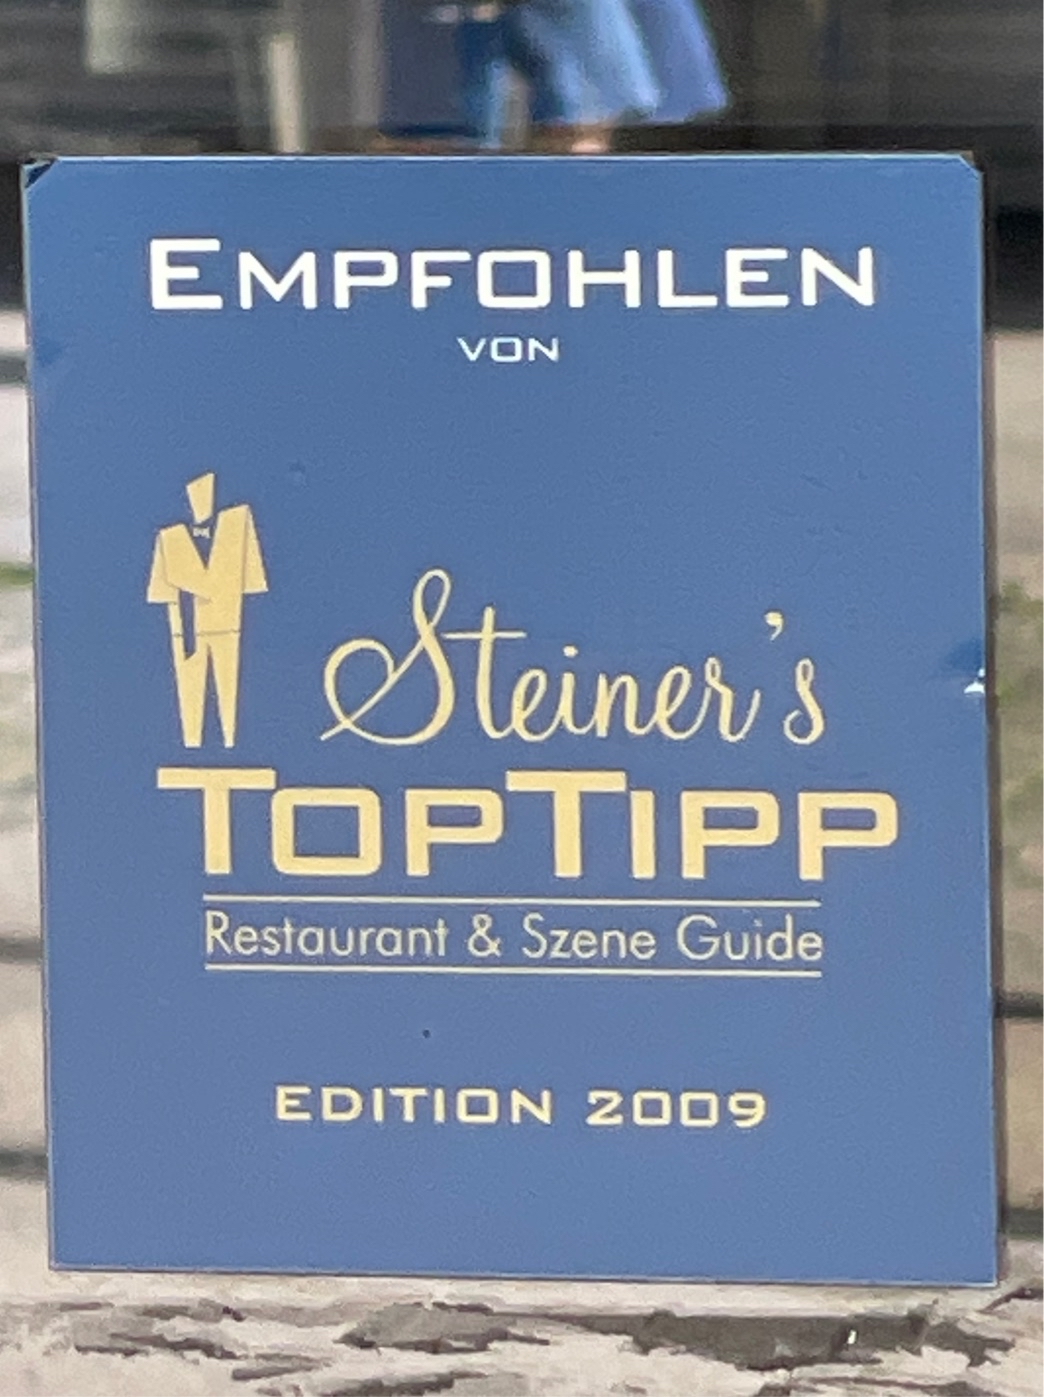 EMPFOHLEN
VON
Steiner's
TOPTIPP
Restaurant & Szene Guide
EDITION 2009